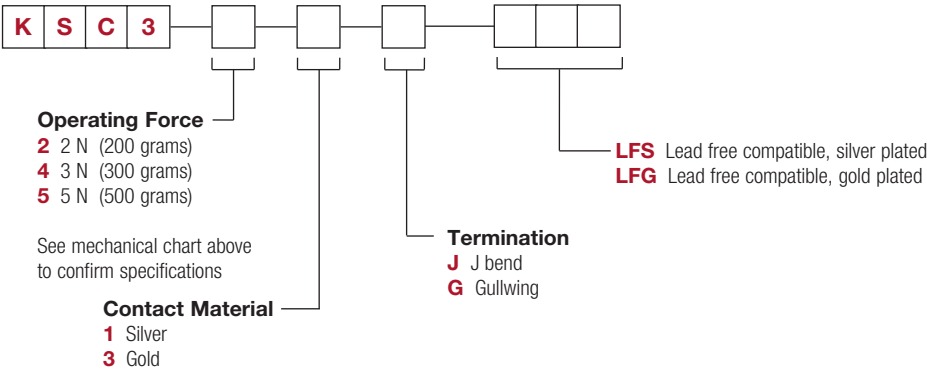 K S C 3
Operating Force
2 2 N (200 grams)
4 3 N (300 grams)
5 5 N (500 grams)
See mechanical chart above
to confirm specifications
Contact Material
1 Silver
3 Gold
Termination
J J bend
G Gullwing
LFS Lead free compatible, silver plated
LFG Lead free compatible, gold plated